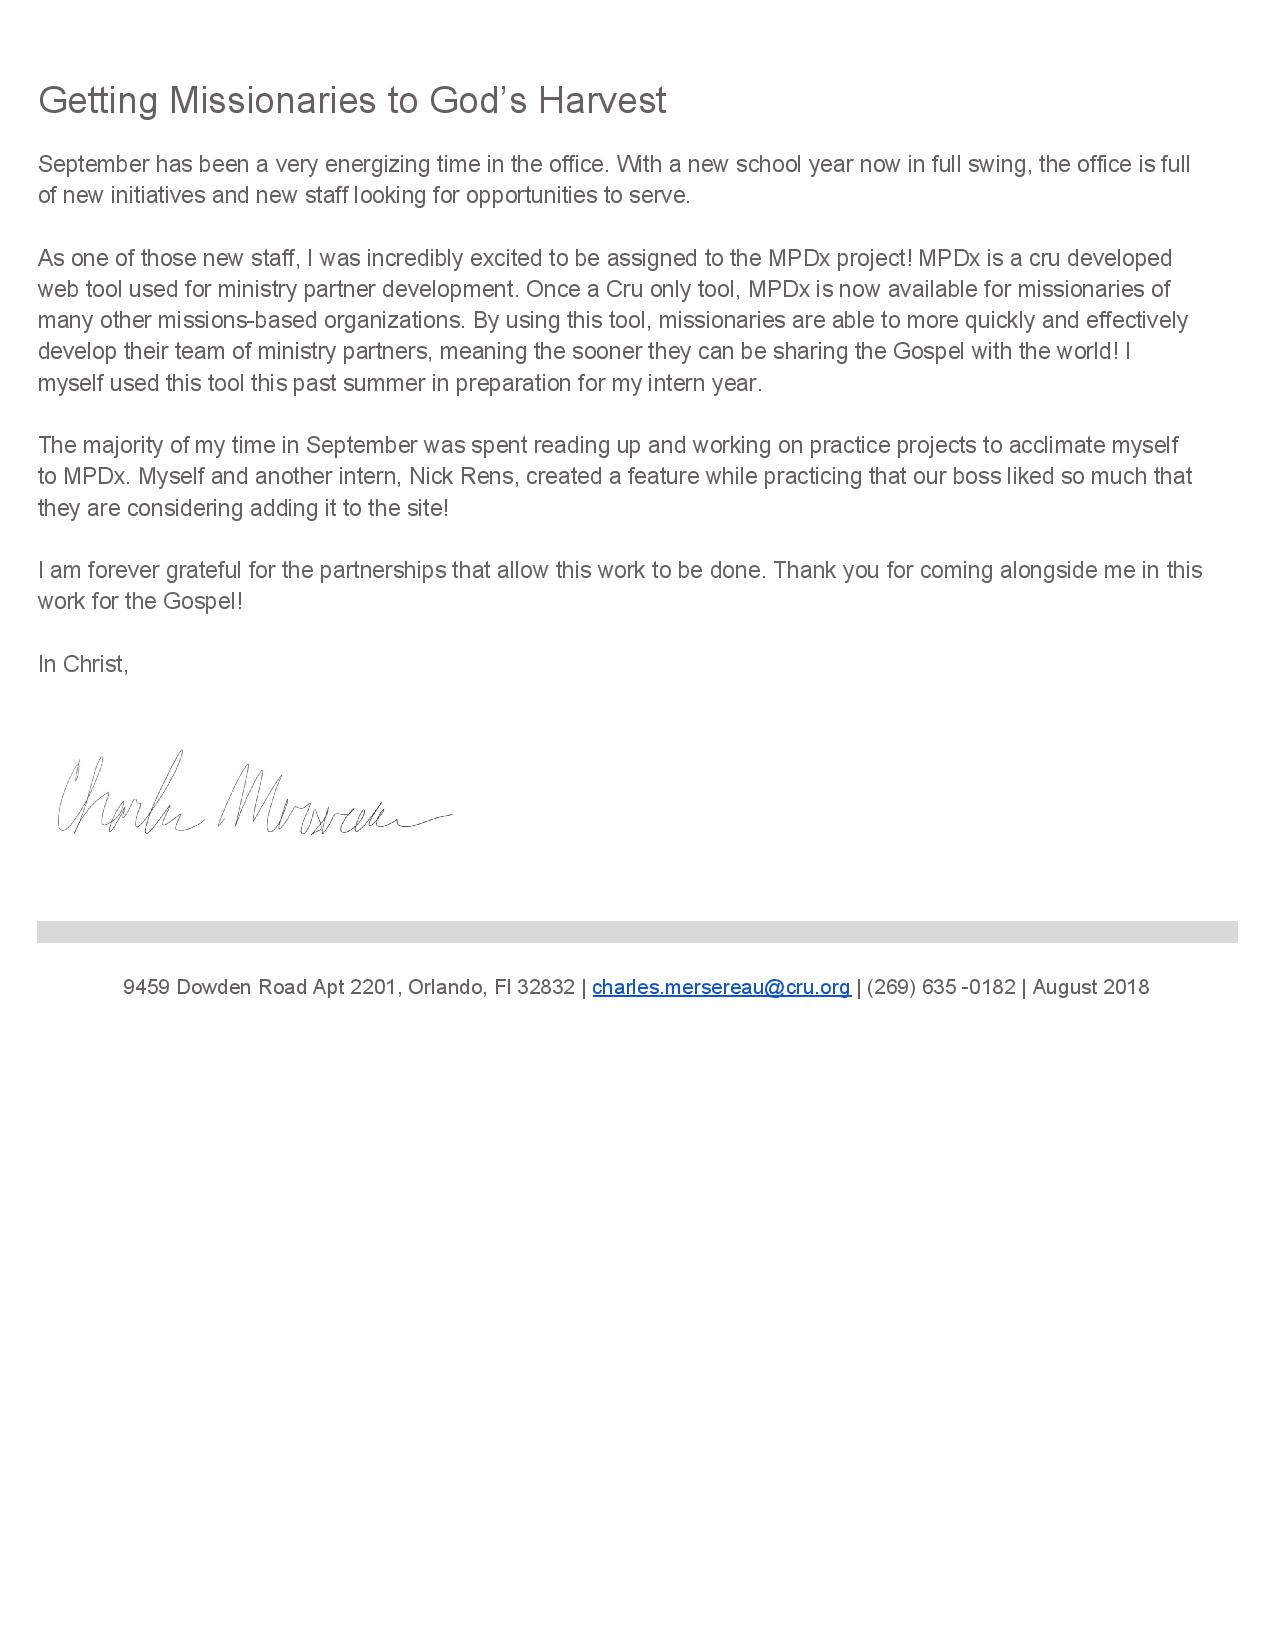 Getting Missionaries to God’s Harvest
September has been a very energizing time in the office. With a new school year now in full swing, the office is full
of new initiatives and new staff looking for opportunities to serve.
As one of those new staff, I was incredibly excited to be assigned to the MPDx project! MPDx is a cru developed
web tool used for ministry partner development. Once a Cru only tool, MPDx is now available for missionaries of
many other missions-based organizations. By using this tool, missionaries are able to more quickly and effectively
develop their team of ministry partners, meaning the sooner they can be sharing the Gospel with the world! I
myself used this tool this past summer in preparation for my intern year.
The majority of my time in September was spent reading up and working on practice projects to acclimate myself
to MPDx. Myself and another intern, Nick Rens, created a feature while practicing that our boss liked so much that
they are considering adding it to the site!
I am forever grateful for the partnerships that allow this work to be done. Thank you for coming alongside me in this
work for the Gospel!
In Christ,
Charles Mersereau
9459 Dowden Road Apt 2201, Orlando, Fl 32832 | charles.mersereau@cru.org | (269) 635 -0182 | August 2018